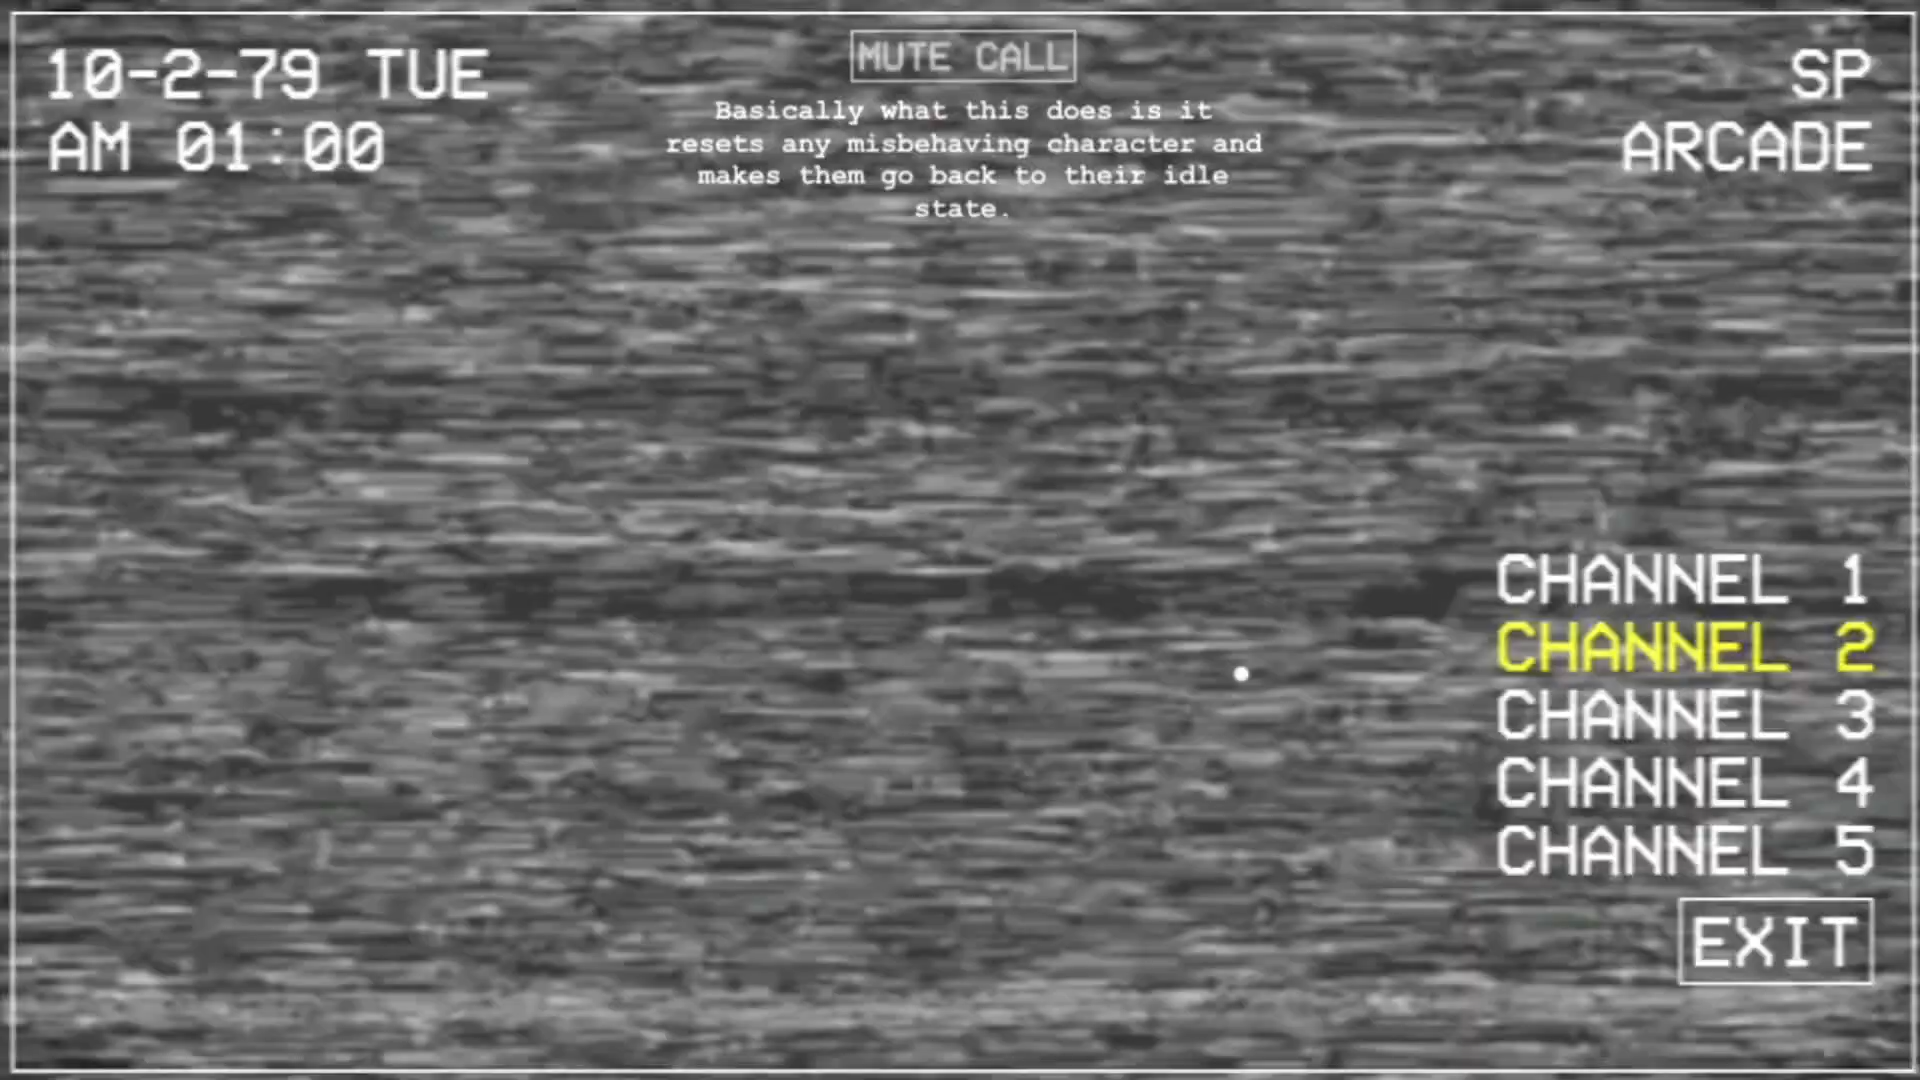 10-2-79 TUE
AM 01:00
MUTE CALL
Basically what this does is it
resets any misbehaving character and
makes them go back to their idle
state.
SP
ARCADE
CHANNEL 1
CHANNEL 2
CHANNEL 3
CHANNEL 4
CHANNEL 5
EXIT